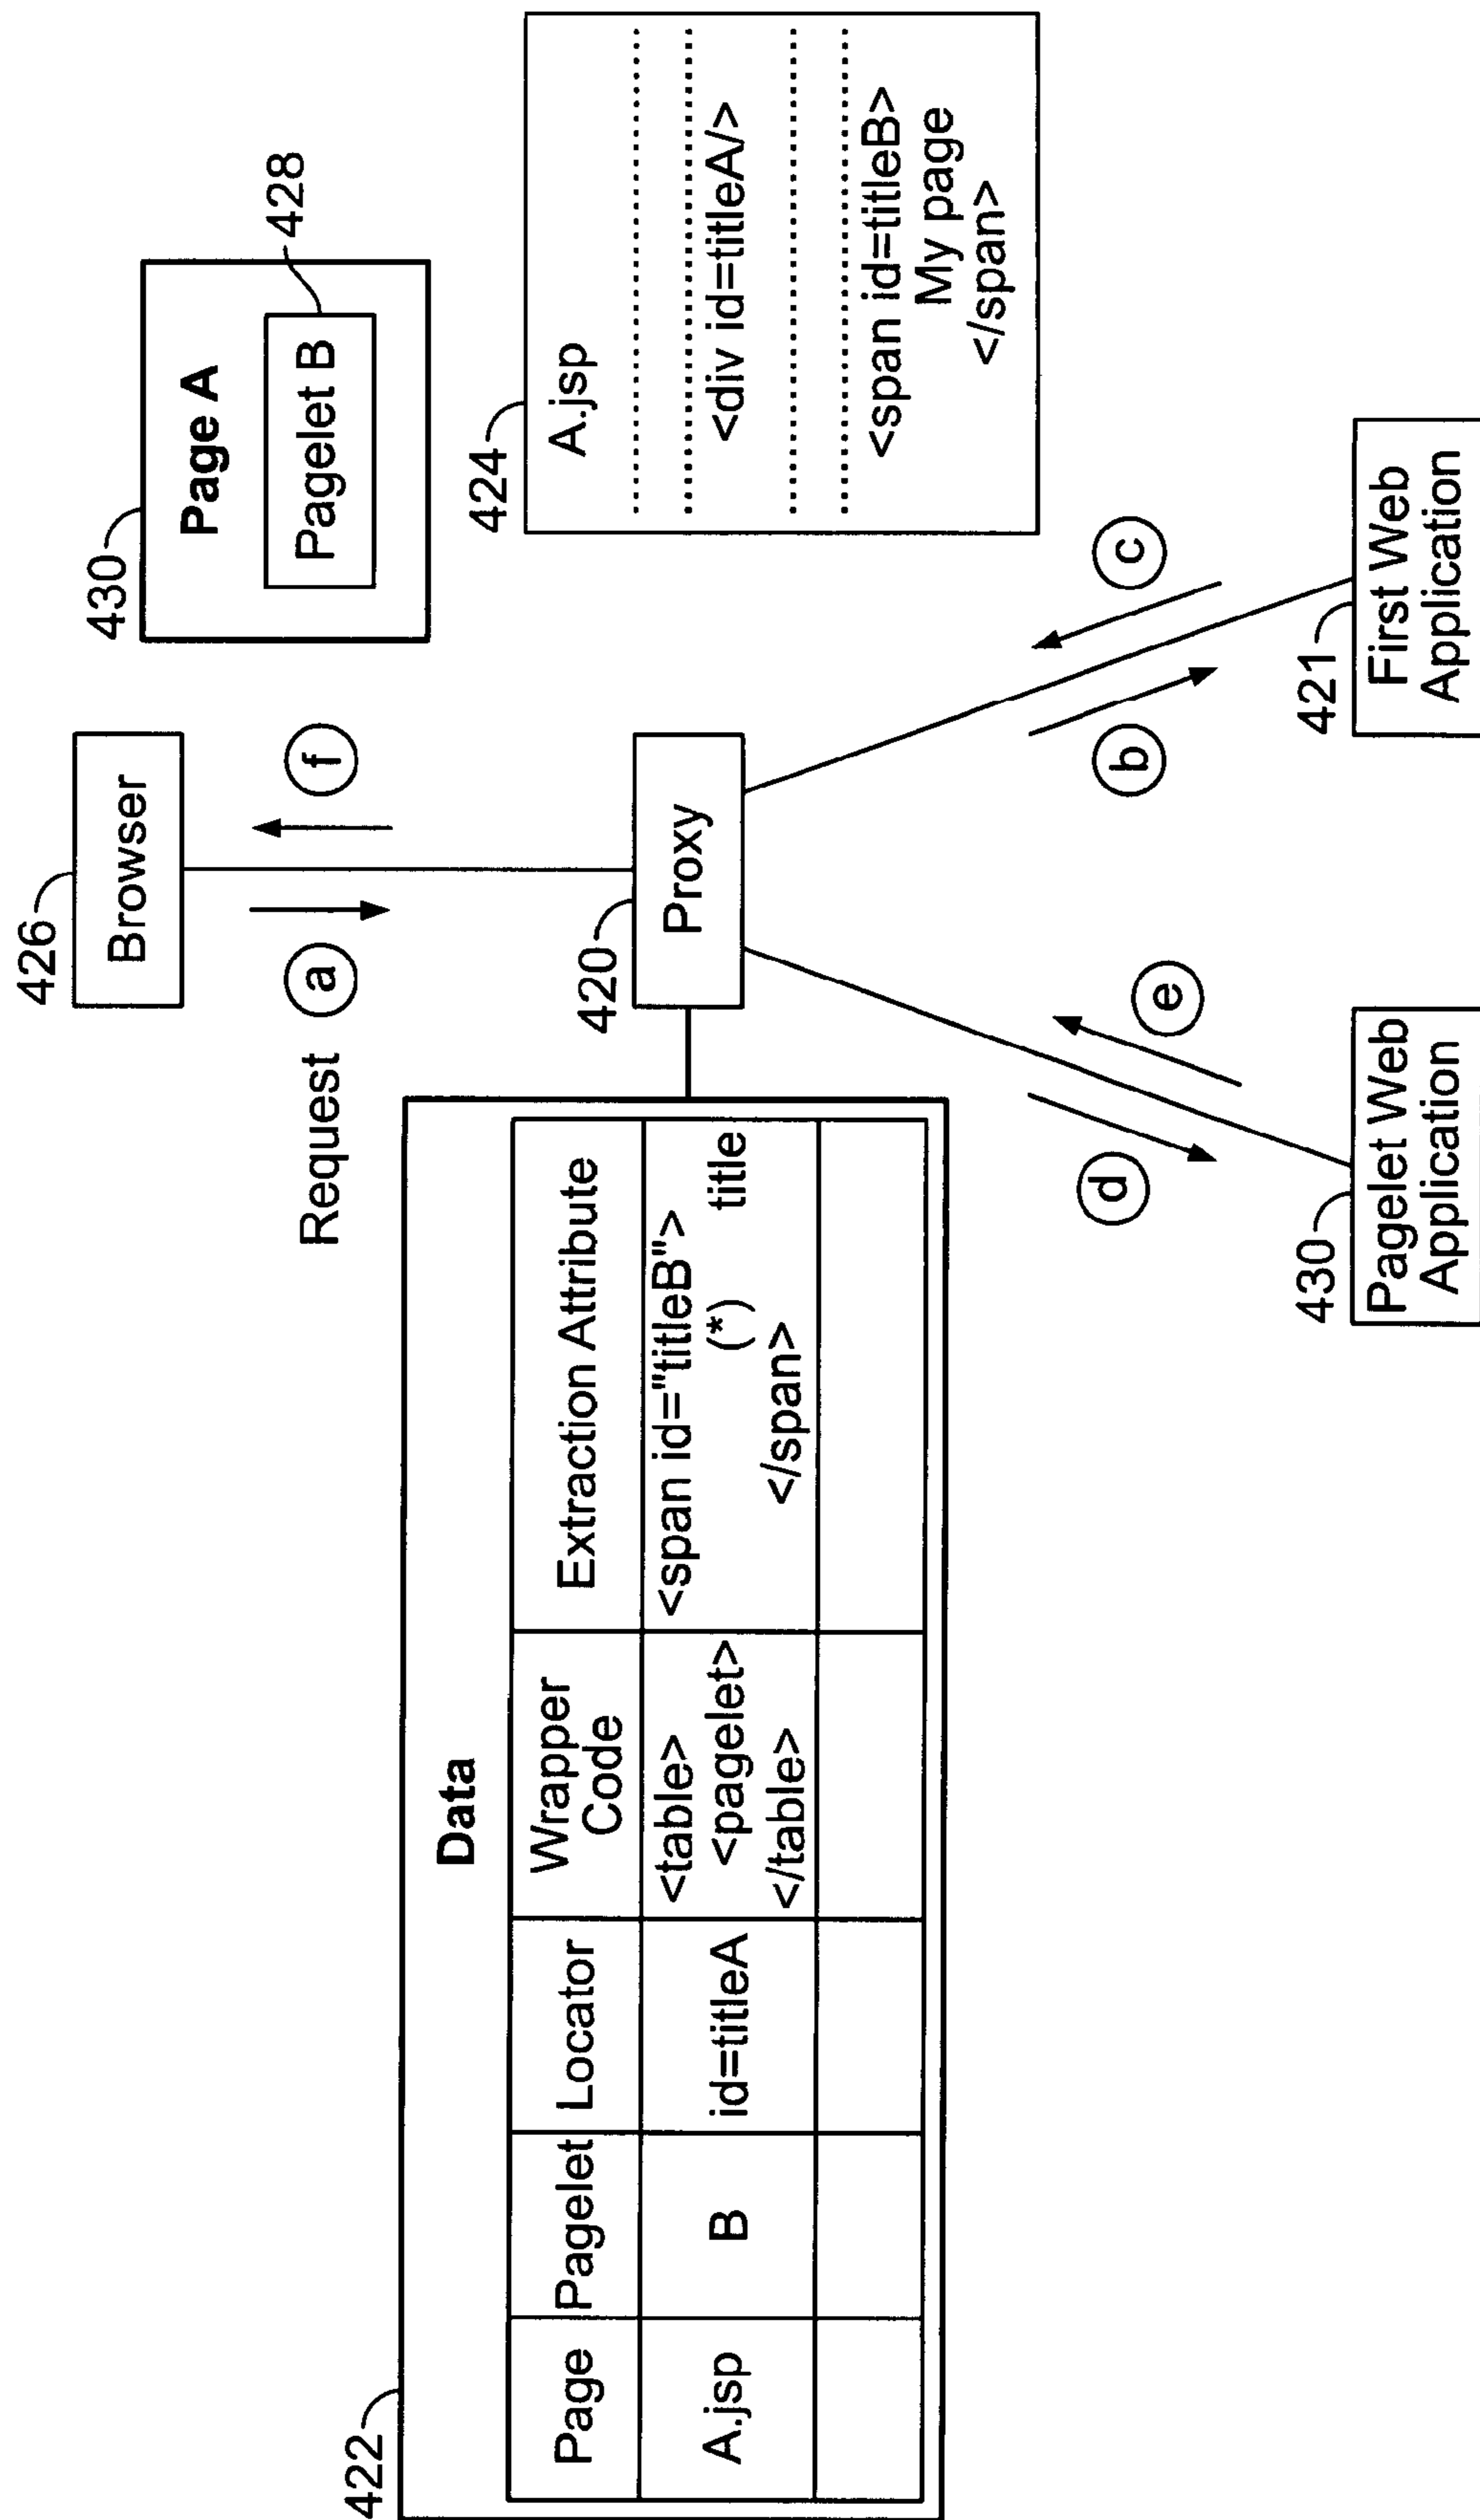 426
Browser
Request
a
f
430
Page A
Pagelet B
428
422
Data
Page
Pagelet
Locator
Wrapper
Code
Extraction Attribute
A.jsp
B
id=titleA
<table>
<pagelet>
</table>
<span id="titleB">
(*) title
</span>
420
Proxy
424
A.jsp
<div id=titleA/>
<span id=titleB>
My page
</span>
d
e
b
c
430
Pagelet Web
Application
421
First Web
Application